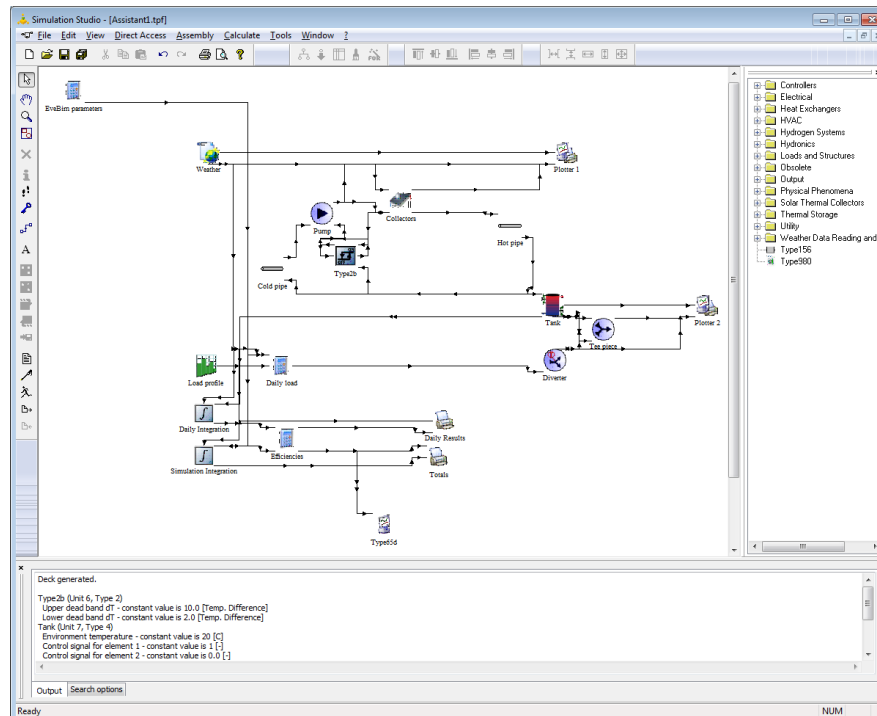 Simulation Studio - [Assistant1.tpf]
File Edit View Direct Access Assembly Calculate Tools Window ?
EvaBim parameters
Weather
Plotter 1
Collectors
Pump
Hot pipe
Type2b
Cold pipe
Tank
Plotter 2
Tee piece
Diverter
Load profile
Daily load
Daily Integration
Daily Results
Efficiencies
Simulation Integration
Totals
Type65d
A
Controllers
Electrical
Heat Exchangers
HVAC
Hydrogen Systems
Hydronics
Loads and Structures
Obsolete
Output
Physical Phenomena
Solar Thermal Collectors
Thermal Storage
Utility
Weather Data Reading and
Type156
Type980
Deck generated.
Type2b (Unit 6, Type 2)
Upper dead band dT - constant value is 10.0 [Temp. Difference]
Lower dead band dT - constant value is 2.0 [Temp. Difference]
Tank (Unit 7, Type 4)
Environment temperature - constant value is 20 [C]
Control signal for element 1 - constant value is 1 [-]
Control signal for element 2 - constant value is 0.0 [-]
Output Search options
Ready NUM